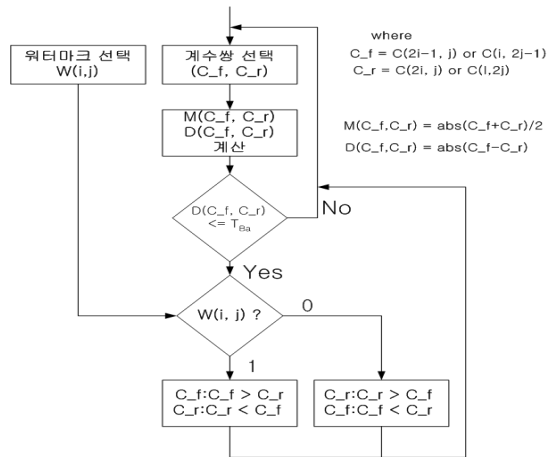 where
C_f = C(2i-1, j) or C(i, 2j-1)
C_r = C(2i, j) or C(i,2j)
워터마크 선택
W(i,j)
계수쌍 선택
(C_f, C_r)
M(C_f, C_r)
D(C_f, C_r)
계산
M(C_f,C_r) = abs(C_f+C_r)/2
D(C_f,C_r) = abs(C_f-C_r)
D(C_f, C_r)
<= T_Ba
No
Yes
W(i, j) ?
0
1
C_f:C_f > C_r
C_r:C_r < C_f
C_r:C_r > C_f
C_f:C_f < C_r